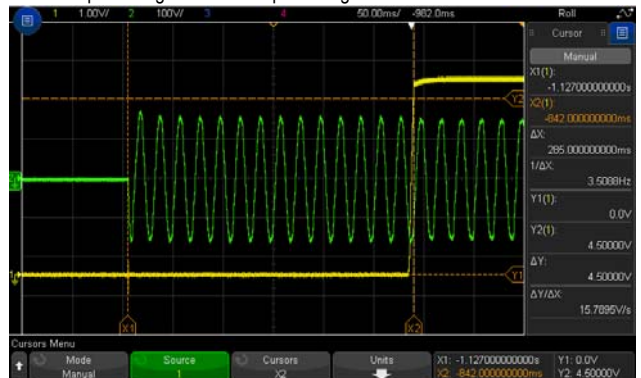 1 1.00V/ 2 100V/ 3 4 50.00ms/ -982.0ms Roll
Cursor
Manual
X1(1):
-1.127000000000s
X2(1):
-842.000000000ms
ΔX:
285.000000000ms
1/ΔX:
3.5088Hz
Y1(1):
0.0V
Y2(1):
4.50000V
ΔY:
4.50000V
ΔY/ΔX:
15.7895V/s
Y2
Y1
X1
X2
Cursors Menu
Mode
Manual
Source
1
Cursors
X2
Units
X1: -1.127000000000s Y1: 0.0V
X2: -842.000000000ms Y2: 4.50000V